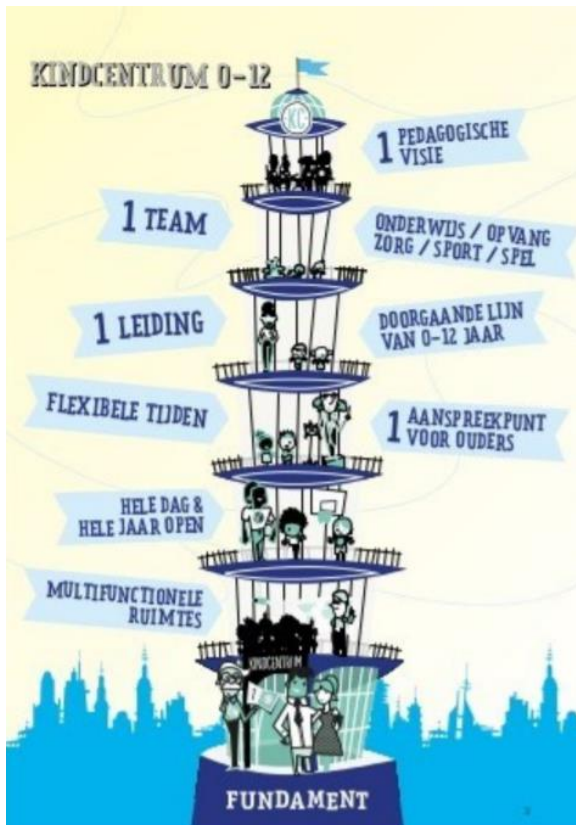 KINDCENTRUM 0-12
KC
1 PEDAGOGISCHE
VISIE
1 TEAM
ONDERWIJS / OPVANG
ZORG / SPORT / SPEL
1 LEIDING
DOORGAANDE LIJN
VAN 0-12 JAAR
FLEXIBELE TIJDEN
1 AANSPREEKPUNT
VOOR OUDERS
HELE DAG &
HELE JAAR OPEN
MULTIFUNCTIONELE
RUIMTES
KINDCENTRUM
FUNDAMENT